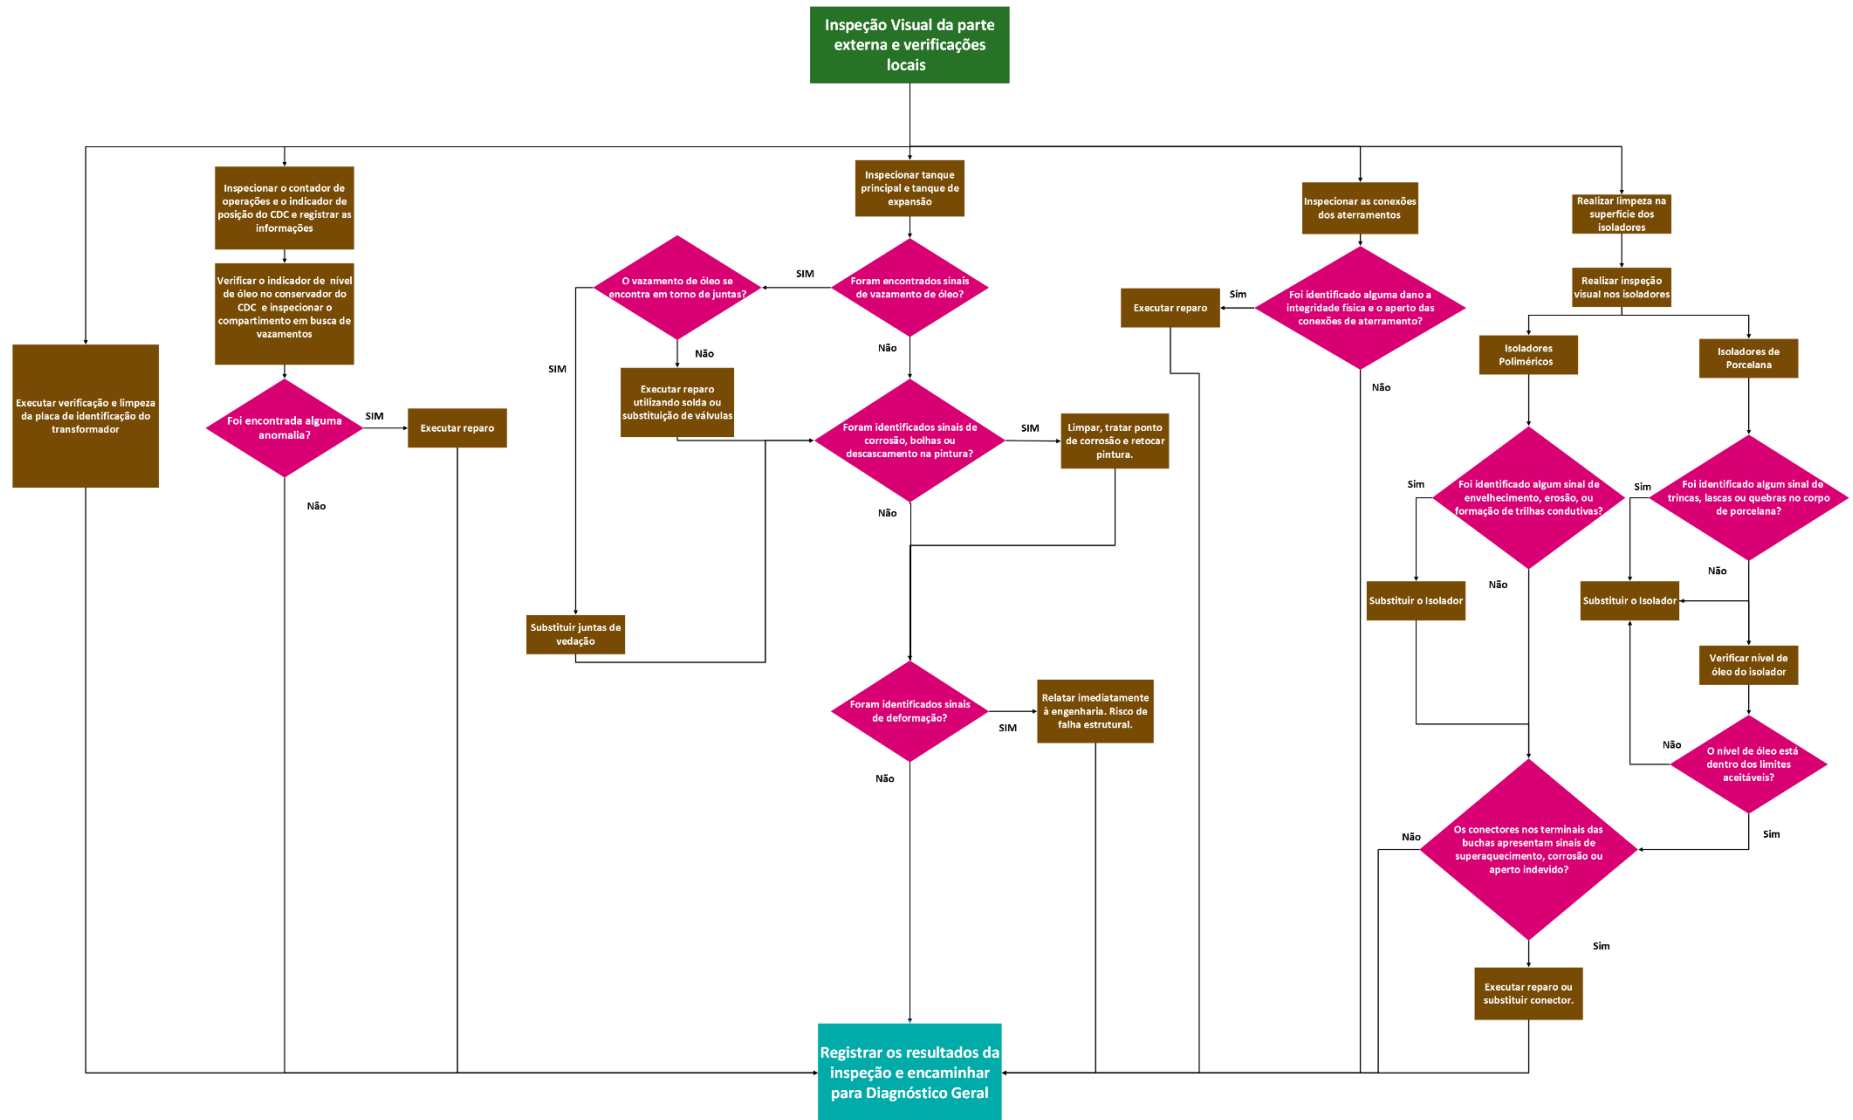 Inspeção Visual da parte
externa e verificações
locais
Executar verificação e limpeza
da placa de identificação do
transformador
Inspecionar o contador de
operações e o indicador de
posição do CDC e registrar as
informações
Verificar o indicador de nível
de óleo no conservador do
CDC e inspecionar o
compartimento em busca de
vazamentos
Foi encontrada alguma
anomalia?
SIM
Executar reparo
Não
Inspecionar tanque
principal e tanque de
expansão
Foram encontrados sinais
de vazamento de óleo?
SIM
O vazamento de óleo se
encontra em torno de juntas?
SIM
Não
Executar reparo
utilizando solda ou
substituição de válvulas
Substituir juntas de
vedação
Não
Foram identificados sinais de
corrosão, bolhas ou
descascamento na pintura?
SIM
Limpar, tratar ponto
de corrosão e retocar
pintura.
Não
Foram identificados sinais
de deformação?
SIM
Relatar imediatamente
à engenharia. Risco de
falha estrutural.
Não
Inspecionar as conexões
dos aterramentos
Foi identificado alguma dano a
integridade física e o aperto das
conexões de aterramento?
Sim
Executar reparo
Não
Realizar limpeza na
superfície dos
isoladores
Realizar inspeção
visual nos isoladores
Isoladores
Poliméricos
Foi identificado algum sinal de
envelhecimento, erosão, ou
formação de trilhas condutivas?
Sim
Substituir o Isolador
Não
Isoladores de
Porcelana
Foi identificado algum sinal de
trincas, lascas ou quebras no corpo
de porcelana?
Sim
Substituir o Isolador
Não
Verificar nível de
óleo do isolador
O nível de óleo está
dentro dos limites
aceitáveis?
Não
Sim
Os conectores nos terminais das
buchas apresentam sinais de
superaquecimento, corrosão ou
aperto indevido?
Não
Sim
Executar reparo ou
substituir conector.
Registrar os resultados da
inspeção e encaminhar
para Diagnóstico Geral